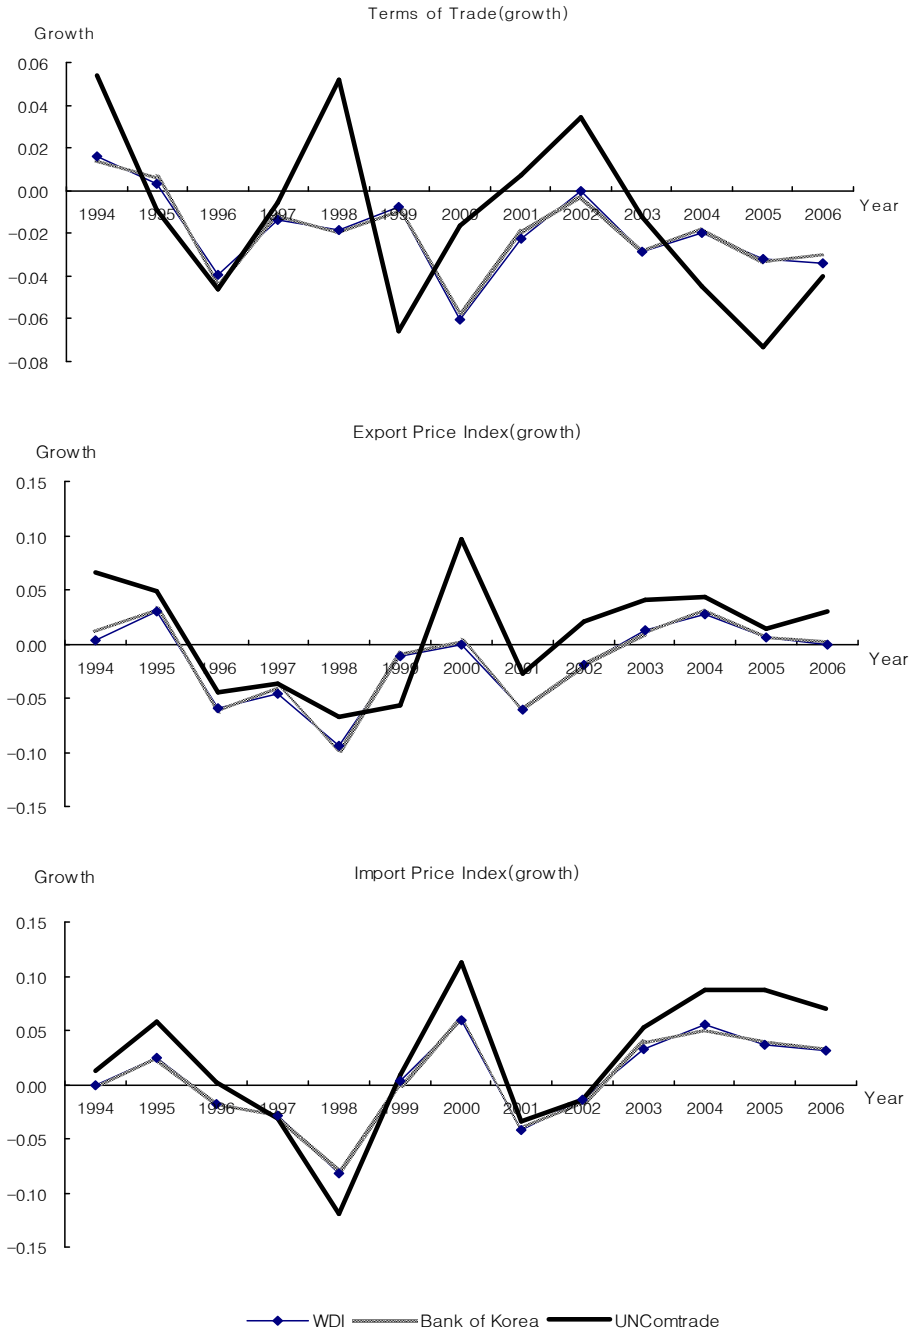 Terms of Trade(growth)
Growth
0.06
0.04
0.02
0.00
−0.02
−0.04
−0.06
−0.08
1994 1995 1996 1997 1998 1999 2000 2001 2002 2003 2004 2005 2006
Year
Export Price Index(growth)
Growth
0.15
0.10
0.05
0.00
−0.05
−0.10
−0.15
1994 1995 1996 1997 1998 1999 2000 2001 2002 2003 2004 2005 2006
Year
Import Price Index(growth)
Growth
0.15
0.10
0.05
0.00
−0.05
−0.10
−0.15
1994 1995 1996 1997 1998 1999 2000 2001 2002 2003 2004 2005 2006
Year
WDI Bank of Korea UNComtrade